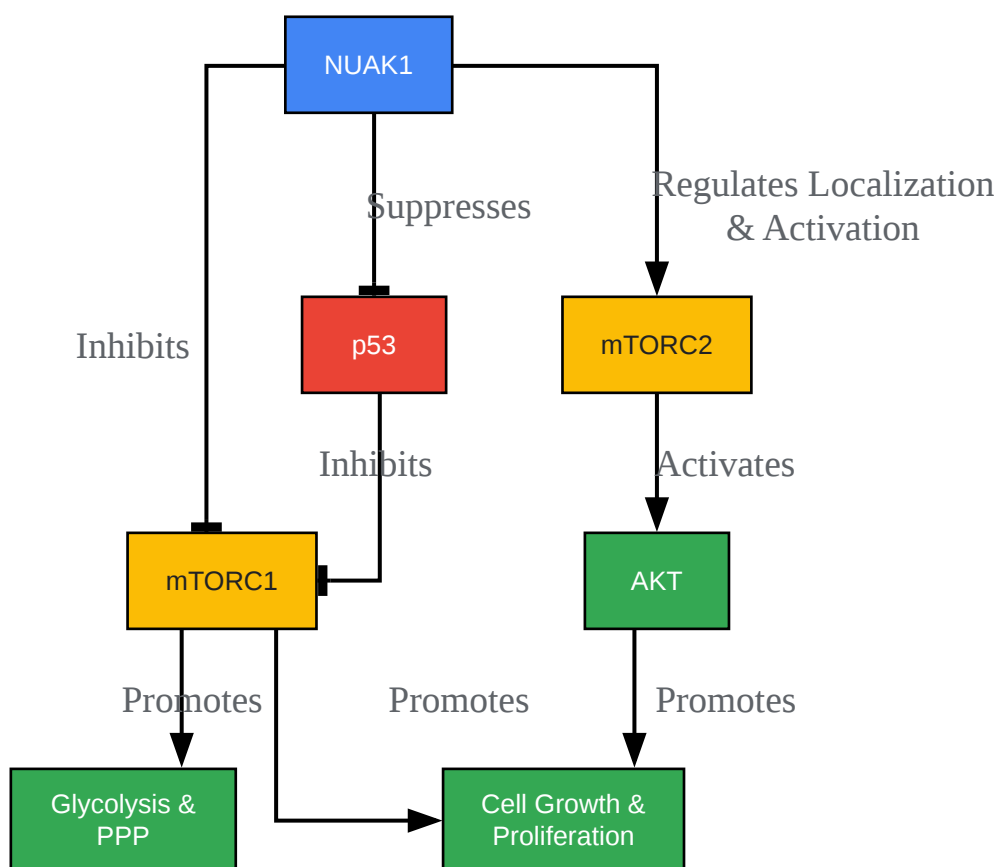 NUAK1
Suppresses
Regulates Localization
& Activation
Inhibits
p53
mTORC2
Inhibits
Activates
mTORC1
AKT
Promotes
Promotes
Promotes
Glycolysis &
PPP
Cell Growth &
Proliferation